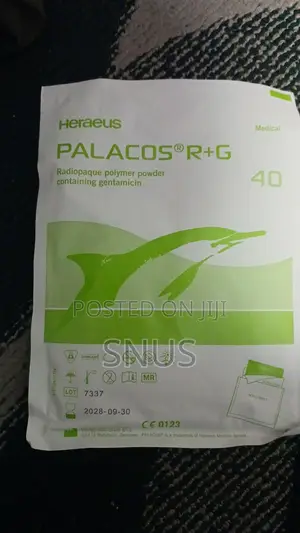 Heraeus
Medical
PALACOS®R+G
Radiopaque polymer powder
containing gentamicin
40
POSTED ON JIJI
SNUS
MR
LOT 7337
2028-09-30
CE 0123